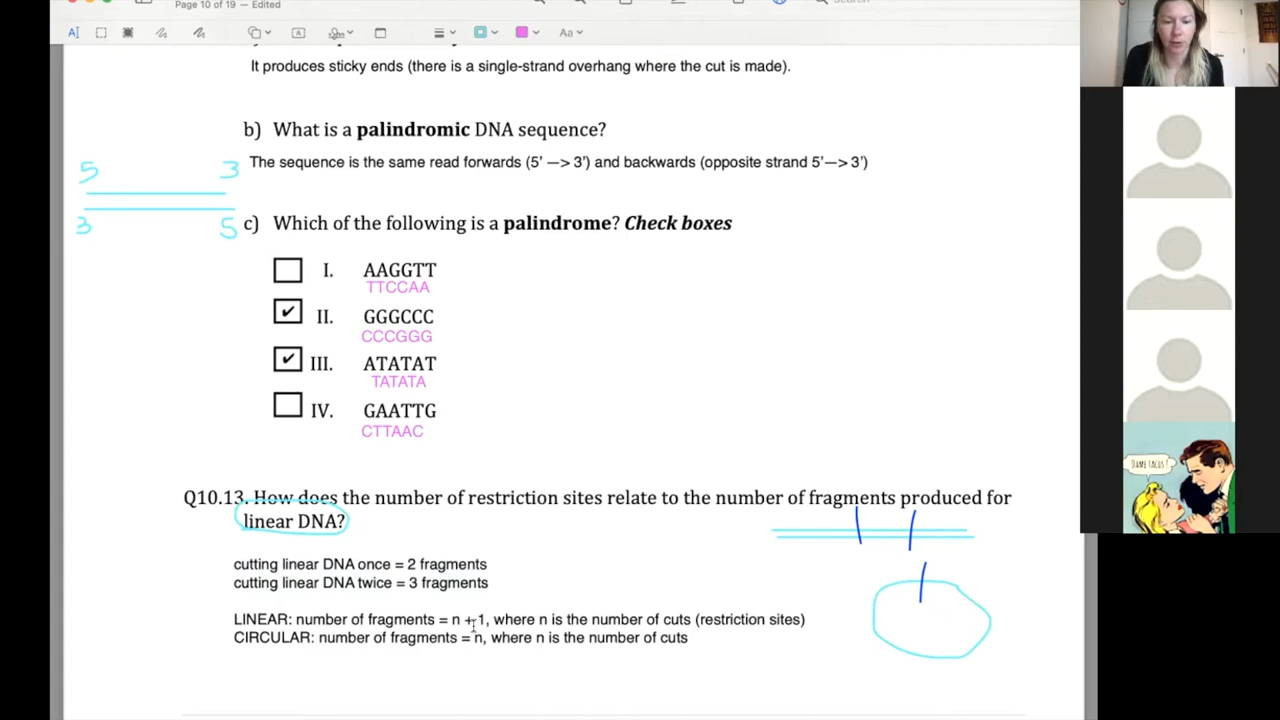 Page 10 of 19 — Edited
Aa
It produces sticky ends (there is a single-strand overhang where the cut is made).
b) What is a palindromic DNA sequence?
The sequence is the same read forwards (5' —> 3') and backwards (opposite strand 5'—> 3')
5 3
3 5
c) Which of the following is a palindrome? Check boxes
I. AAGGTT
TTCCAA
II. GGGCCC
CCCGGG
III. ATATAT
TATATA
IV. GAATTG
CTTAAC
Q10.13. How does the number of restriction sites relate to the number of fragments produced for
linear DNA?
cutting linear DNA once = 2 fragments
cutting linear DNA twice = 3 fragments
LINEAR: number of fragments = n + 1, where n is the number of cuts (restriction sites)
CIRCULAR: number of fragments = n, where n is the number of cuts
DAME TACOS!